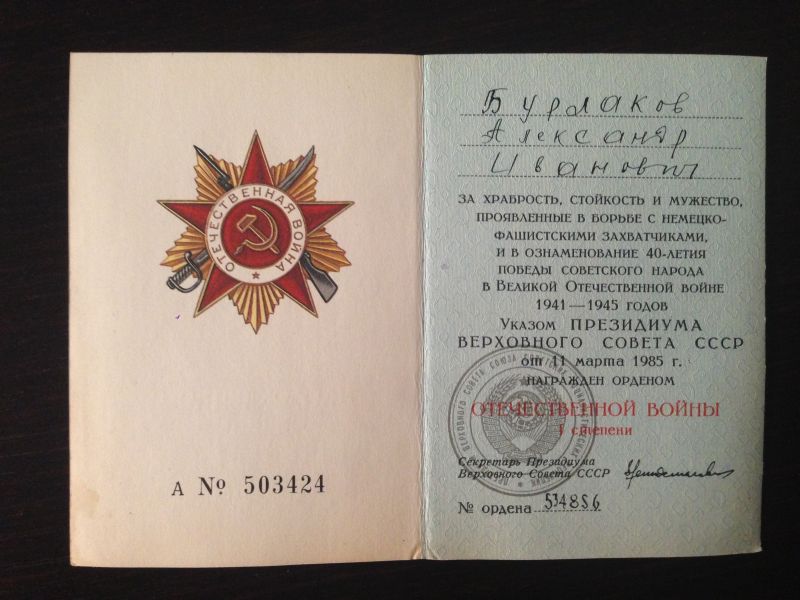 ОТЕЧЕСТВЕННАЯ ВОЙНА
А № 503424
Бурлаков
Александр
Иванович
ЗА ХРАБРОСТЬ, СТОЙКОСТЬ И МУЖЕСТВО,
ПРОЯВЛЕННЫЕ В БОРЬБЕ С НЕМЕЦКО-
ФАШИСТСКИМИ ЗАХВАТЧИКАМИ,
И В ОЗНАМЕНОВАНИЕ 40-ЛЕТИЯ
ПОБЕДЫ СОВЕТСКОГО НАРОДА
В ВЕЛИКОЙ ОТЕЧЕСТВЕННОЙ ВОЙНЕ
1941—1945 ГОДОВ
УКАЗОМ ПРЕЗИДИУМА
ВЕРХОВНОГО СОВЕТА СССР
от 11 марта 1985 г.
НАГРАЖДЕН ОРДЕНОМ
ОТЕЧЕСТВЕННОЙ ВОЙНЫ
I степени
Секретарь Президиума
Верховного Совета СССР
№ ордена 534856